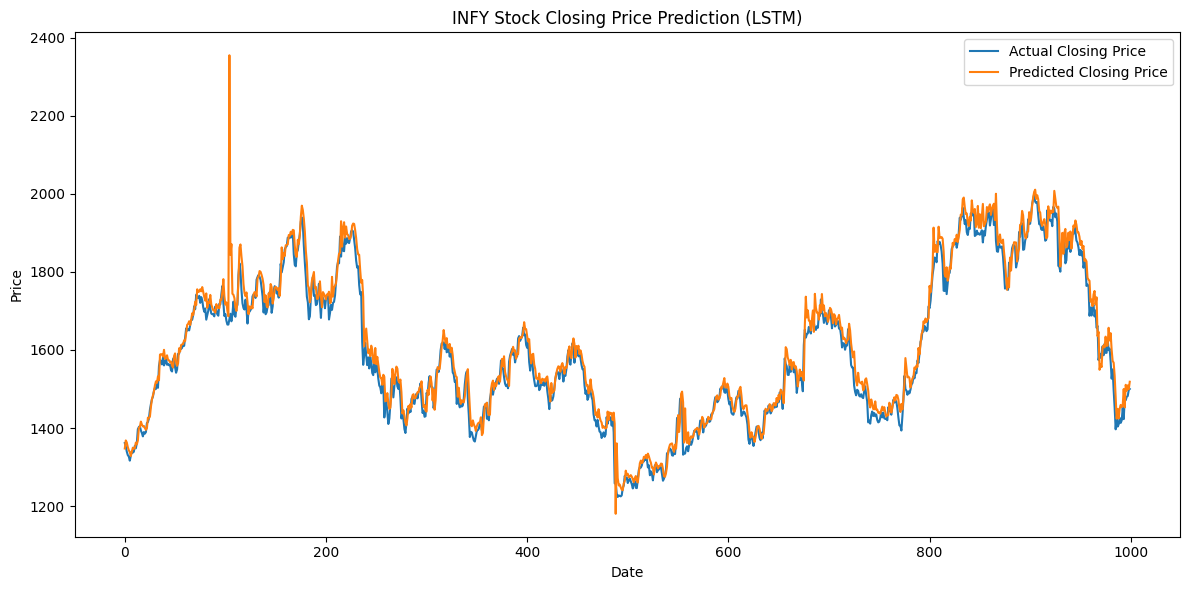 INFY Stock Closing Price Prediction (LSTM)
Actual Closing Price
Predicted Closing Price
Price
2400
2200
2000
1800
1600
1400
1200
0
200
400
600
800
1000
Date